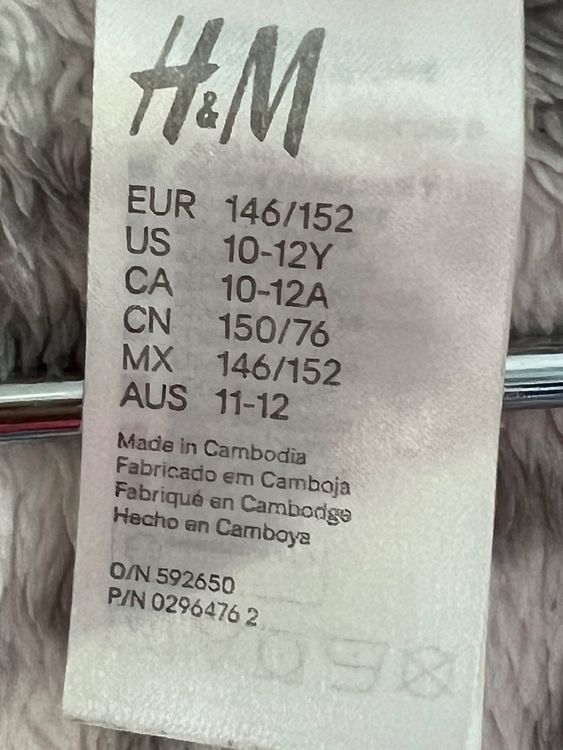 H&M
EUR 146/152
US 10-12Y
CA 10-12A
CN 150/76
MX 146/152
AUS 11-12
Made in Cambodia
Fabricado em Camboja
Fabriqué en Cambodge
Hecho en Camboya
O/N 592650
P/N 0296476 2